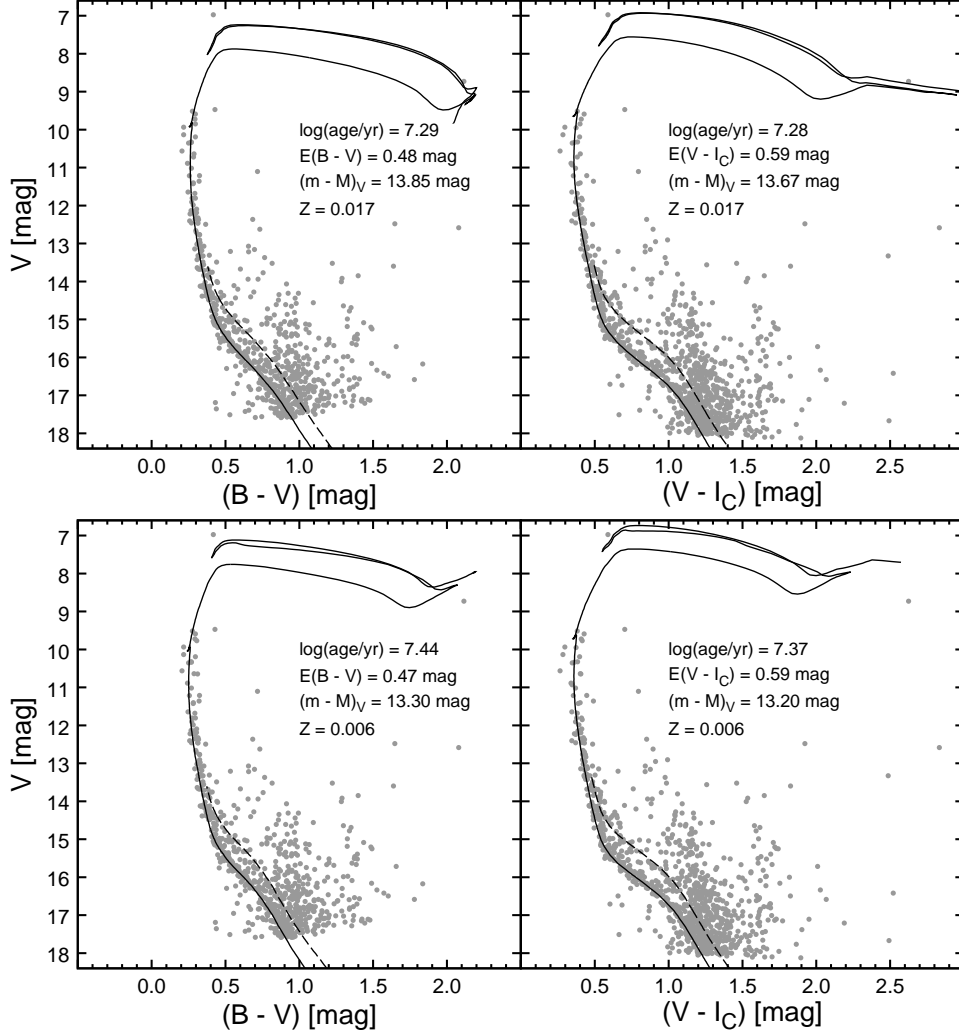 6
7
8
9
10
11
12
13
14
15
16
17
18
V [mag]
log(age/yr) = 7.29
E(B - V) = 0.48 mag
(m - M)V = 13.85 mag
Z = 0.017
log(age/yr) = 7.28
E(V - IC) = 0.59 mag
(m - M)V = 13.67 mag
Z = 0.017
0.0 0.5 1.0 1.5 2.0
0.5 1.0 1.5 2.0 2.5
(B - V) [mag]
(V - IC) [mag]
6
7
8
9
10
11
12
13
14
15
16
17
18
V [mag]
log(age/yr) = 7.44
E(B - V) = 0.47 mag
(m - M)V = 13.30 mag
Z = 0.006
log(age/yr) = 7.37
E(V - IC) = 0.59 mag
(m - M)V = 13.20 mag
Z = 0.006
0.0 0.5 1.0 1.5 2.0
0.5 1.0 1.5 2.0 2.5
(B - V) [mag]
(V - IC) [mag]